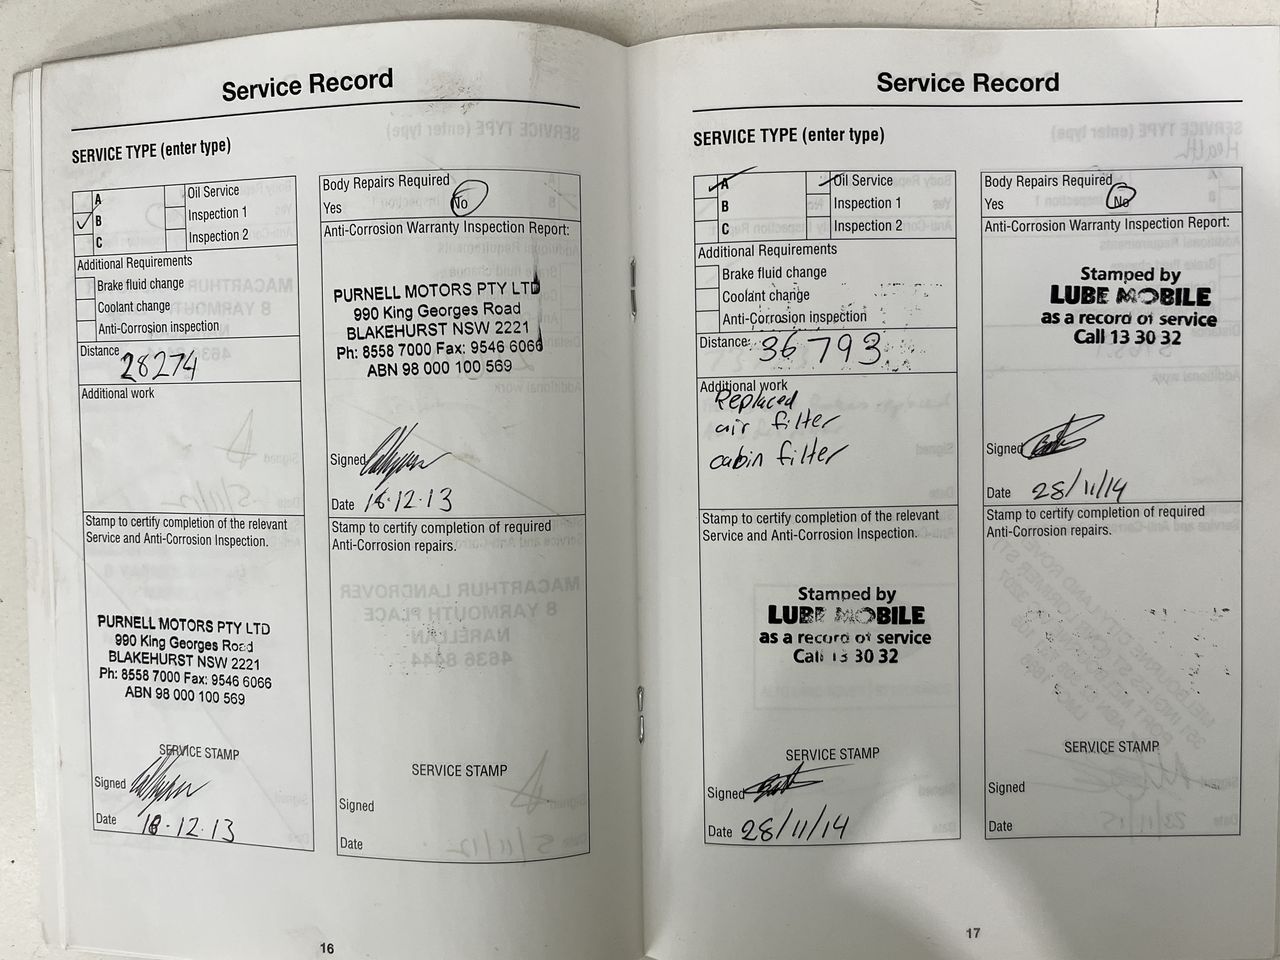 Service Record
SERVICE TYPE (enter type)
A
B
C
Oil Service
Inspection 1
Inspection 2
Additional Requirements
Brake fluid change
Coolant change
Anti-Corrosion inspection
Distance
28274
Additional work
Stamp to certify completion of the relevant
Service and Anti-Corrosion Inspection.
PURNELL MOTORS PTY LTD
990 King Georges Road
BLAKEHURST NSW 2221
Ph: 8558 7000 Fax: 9546 6066
ABN 98 000 100 569
SERVICE STAMP
Signed
Date 18.12.13
Body Repairs Required
Yes No
Anti-Corrosion Warranty Inspection Report:
PURNELL MOTORS PTY LTD
990 King Georges Road
BLAKEHURST NSW 2221
Ph: 8558 7000 Fax: 9546 6066
ABN 98 000 100 569
Signed
Date 18.12.13
Stamp to certify completion of required
Anti-Corrosion repairs.
SERVICE STAMP
Signed
Date
16
Service Record
SERVICE TYPE (enter type)
A
B
C
Oil Service
Inspection 1
Inspection 2
Additional Requirements
Brake fluid change
Coolant change
Anti-Corrosion inspection
Distance: 36793
Additional work
Replaced
air filter
cabin filter
Stamp to certify completion of the relevant
Service and Anti-Corrosion Inspection.
Stamped by
LUBE MOBILE
as a record of service
Call 13 30 32
SERVICE STAMP
Signed
Date 28/11/14
Body Repairs Required
Yes No
Anti-Corrosion Warranty Inspection Report:
Stamped by
LUBE MOBILE
as a record of service
Call 13 30 32
Signed
Date 28/11/14
Stamp to certify completion of required
Anti-Corrosion repairs.
SERVICE STAMP
Signed
Date
17